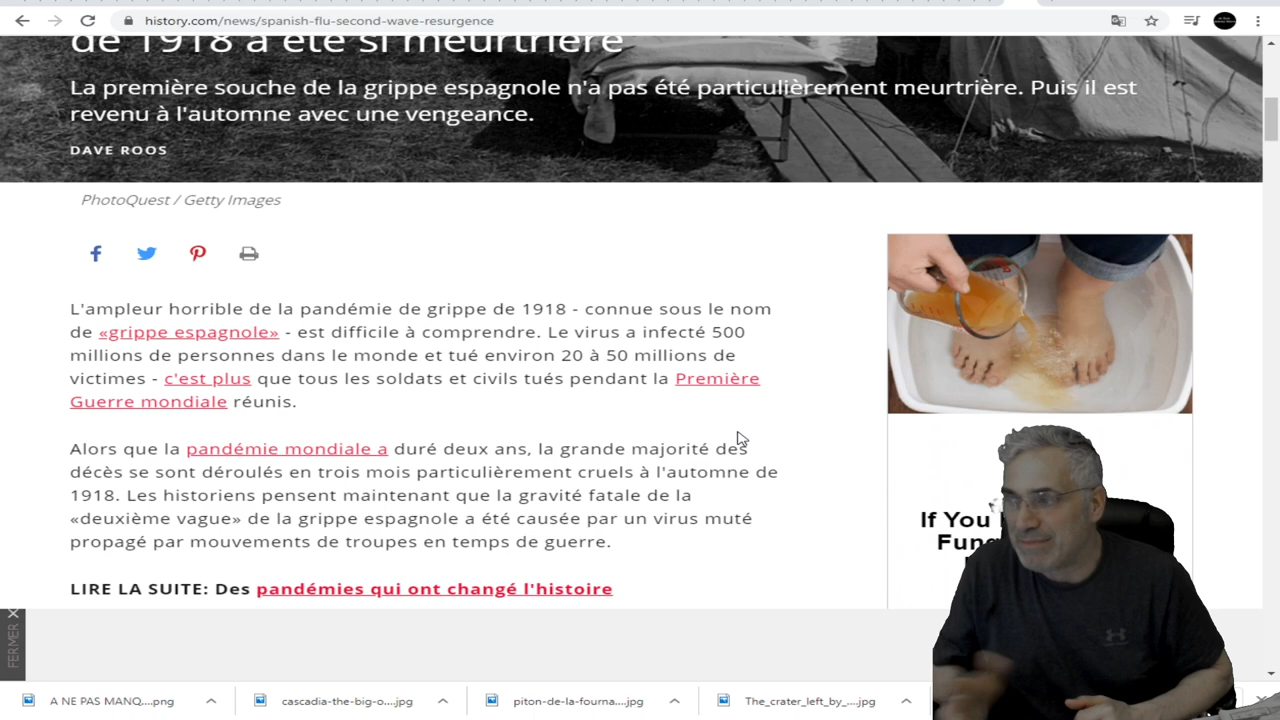 history.com/news/spanish-flu-second-wave-resurgence
de 1918 a été si meurtrière
La première souche de la grippe espagnole n'a pas été particulièrement meurtrière. Puis il est
revenu à l'automne avec une vengeance.
DAVE ROOS
PhotoQuest / Getty Images
L'ampleur horrible de la pandémie de grippe de 1918 - connue sous le nom
de «grippe espagnole» - est difficile à comprendre. Le virus a infecté 500
millions de personnes dans le monde et tué environ 20 à 50 millions de
victimes - c'est plus que tous les soldats et civils tués pendant la Première
Guerre mondiale réunis.
Alors que la pandémie mondiale a duré deux ans, la grande majorité des
décès se sont déroulés en trois mois particulièrement cruels à l'automne de
1918. Les historiens pensent maintenant que la gravité fatale de la
«deuxième vague» de la grippe espagnole a été causée par un virus muté
propagé par mouvements de troupes en temps de guerre.
LIRE LA SUITE: Des pandémies qui ont changé l'histoire
If You
Fun
FERMER X
A NE PAS MANQ....png
cascadia-the-big-o....jpg
piton-de-la-fourna....jpg
The_crater_left_by_....jpg